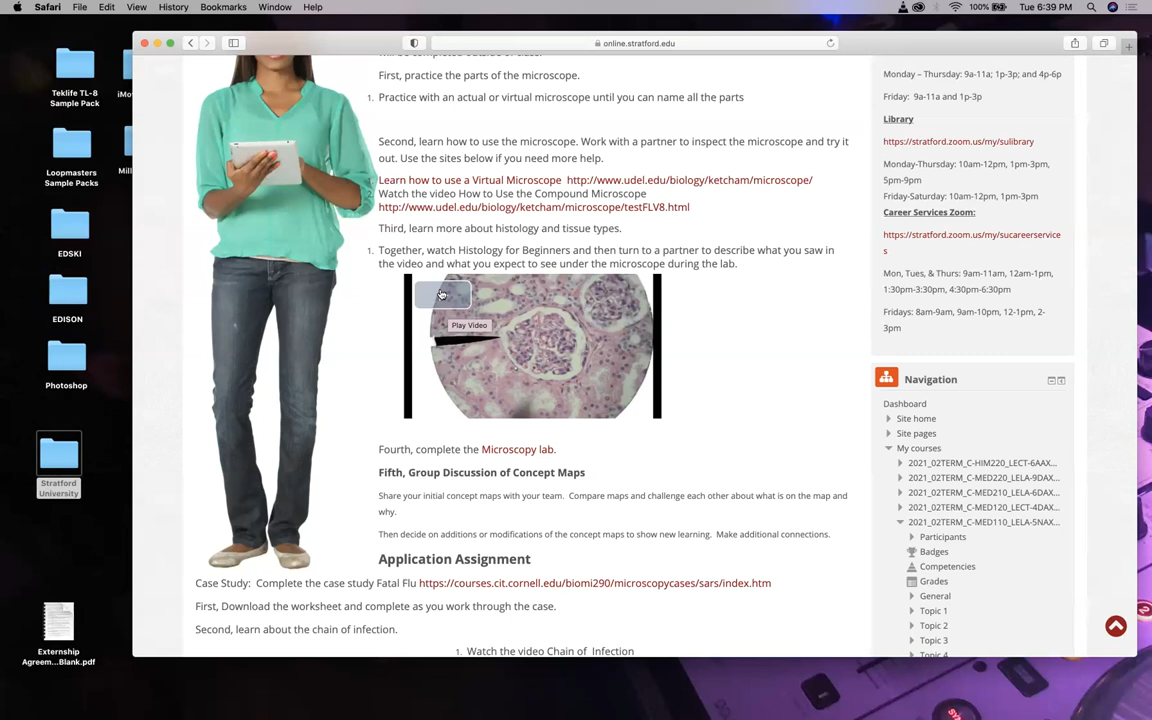 Safari File Edit View History Bookmarks Window Help 100% Tue 6:39 PM
online.stratford.edu
Teklife TL-8
Sample Pack
Loopmasters
Sample Packs
EDSKI
EDISON
Photoshop
Stratford
University
Externship
Agreem...Blank.pdf
First, practice the parts of the microscope.
1. Practice with an actual or virtual microscope until you can name all the parts
Second, learn how to use the microscope. Work with a partner to inspect the microscope and try it
out. Use the sites below if you need more help.
Learn how to use a Virtual Microscope http://www.udel.edu/biology/ketcham/microscope/
Watch the video How to Use the Compound Microscope
http://www.udel.edu/biology/ketcham/microscope/testFLV8.html
Third, learn more about histology and tissue types.
1. Together, watch Histology for Beginners and then turn to a partner to describe what you saw in
the video and what you expect to see under the microscope during the lab.
Play Video
Fourth, complete the Microscopy lab.
Fifth, Group Discussion of Concept Maps
Share your initial concept maps with your team. Compare maps and challenge each other about what is on the map and
why.
Then decide on additions or modifications of the concept maps to show new learning. Make additional connections.
Application Assignment
Case Study: Complete the case study Fatal Flu https://courses.cit.cornell.edu/biomi290/microscopycases/sars/index.htm
First, Download the worksheet and complete as you work through the case.
Second, learn about the chain of infection.
1. Watch the video Chain of Infection
Monday – Thursday: 9a-11a; 1p-3p; and 4p-6p
Friday: 9a-11a and 1p-3p
Library
https://stratford.zoom.us/my/sulibrary
Monday-Thursday: 10am-12pm, 1pm-3pm,
5pm-9pm
Friday-Saturday: 10am-12pm, 1pm-3pm
Career Services Zoom:
https://stratford.zoom.us/my/sucareerservice
s
Mon, Tues, & Thurs: 9am-11am, 12am-1pm,
1:30pm-3:30pm, 4:30pm-6:30pm
Fridays: 8am-9am, 9am-10pm, 12-1pm, 2-
3pm
Navigation
Dashboard
Site home
Site pages
My courses
2021_02TERM_C-HIM220_LECT-6AAX...
2021_02TERM_C-MED220_LELA-9DAX...
2021_02TERM_C-MED210_LELA-6DAX...
2021_02TERM_C-MED120_LECT-4DAX...
2021_02TERM_C-MED110_LELA-5NAX...
Participants
Badges
Competencies
Grades
General
Topic 1
Topic 2
Topic 3
Topic 4